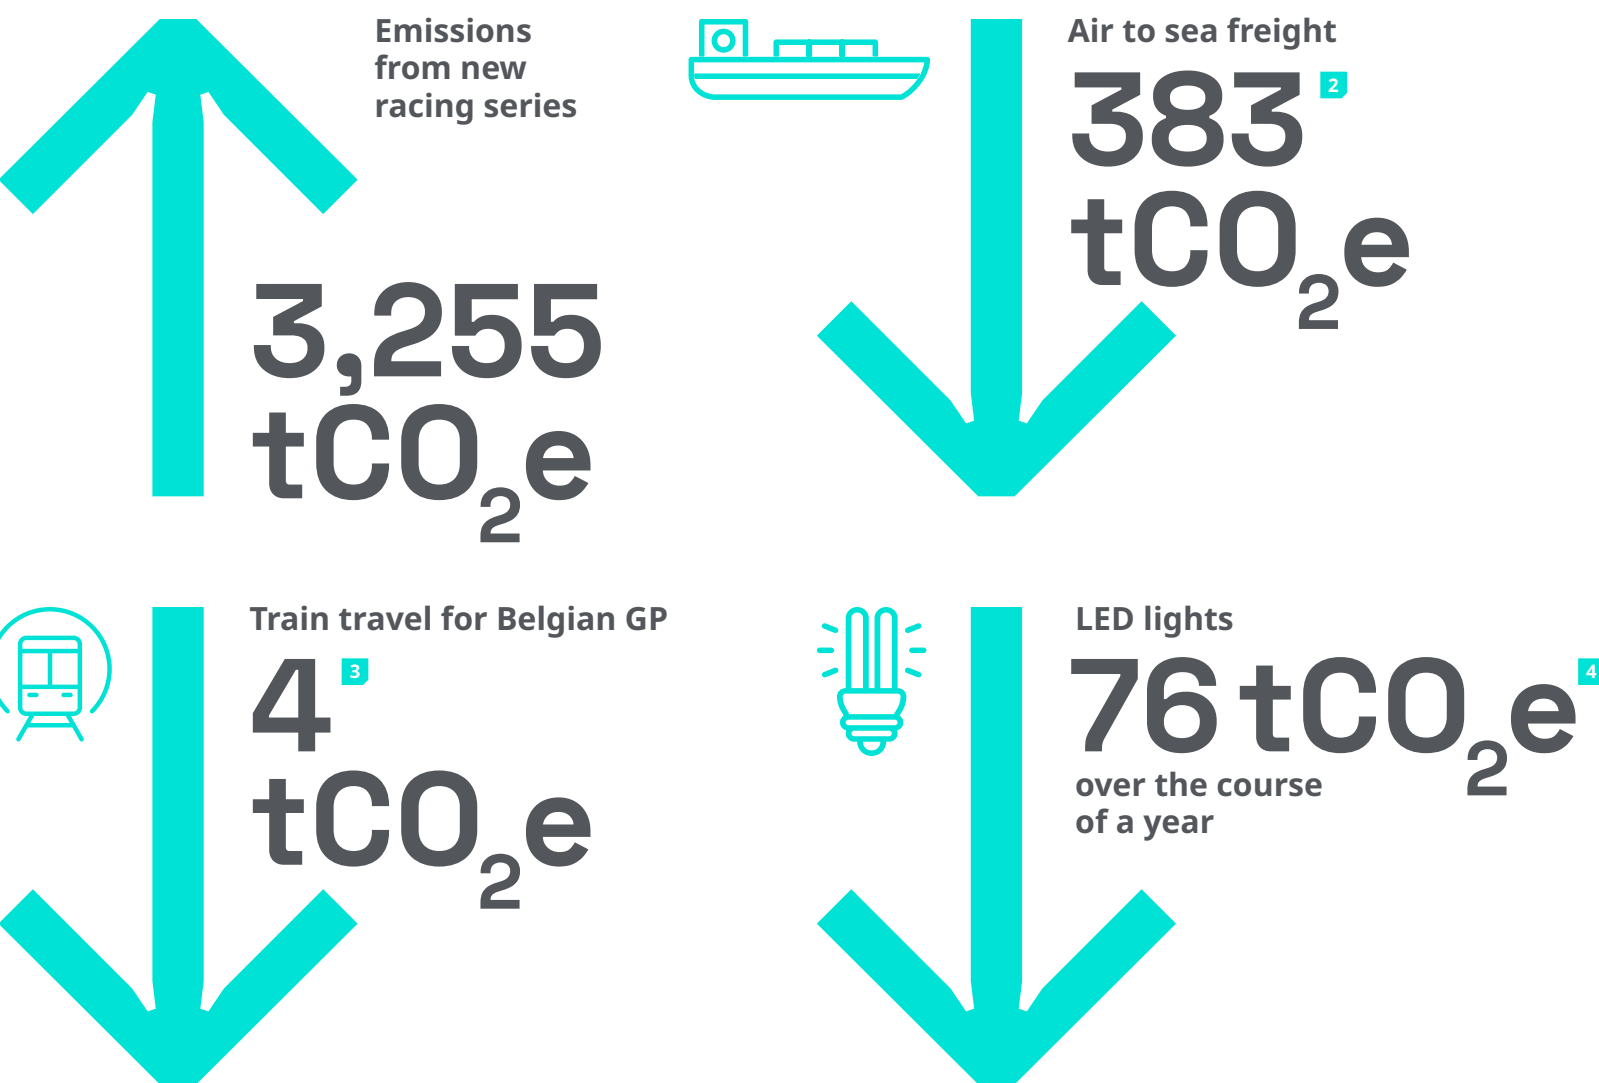 Emissions
from new
racing series
3,255
tCO₂e
Air to sea freight
383 2
tCO₂e
Train travel for Belgian GP
4 3
tCO₂e
LED lights
76 tCO₂e 4
over the course
of a year